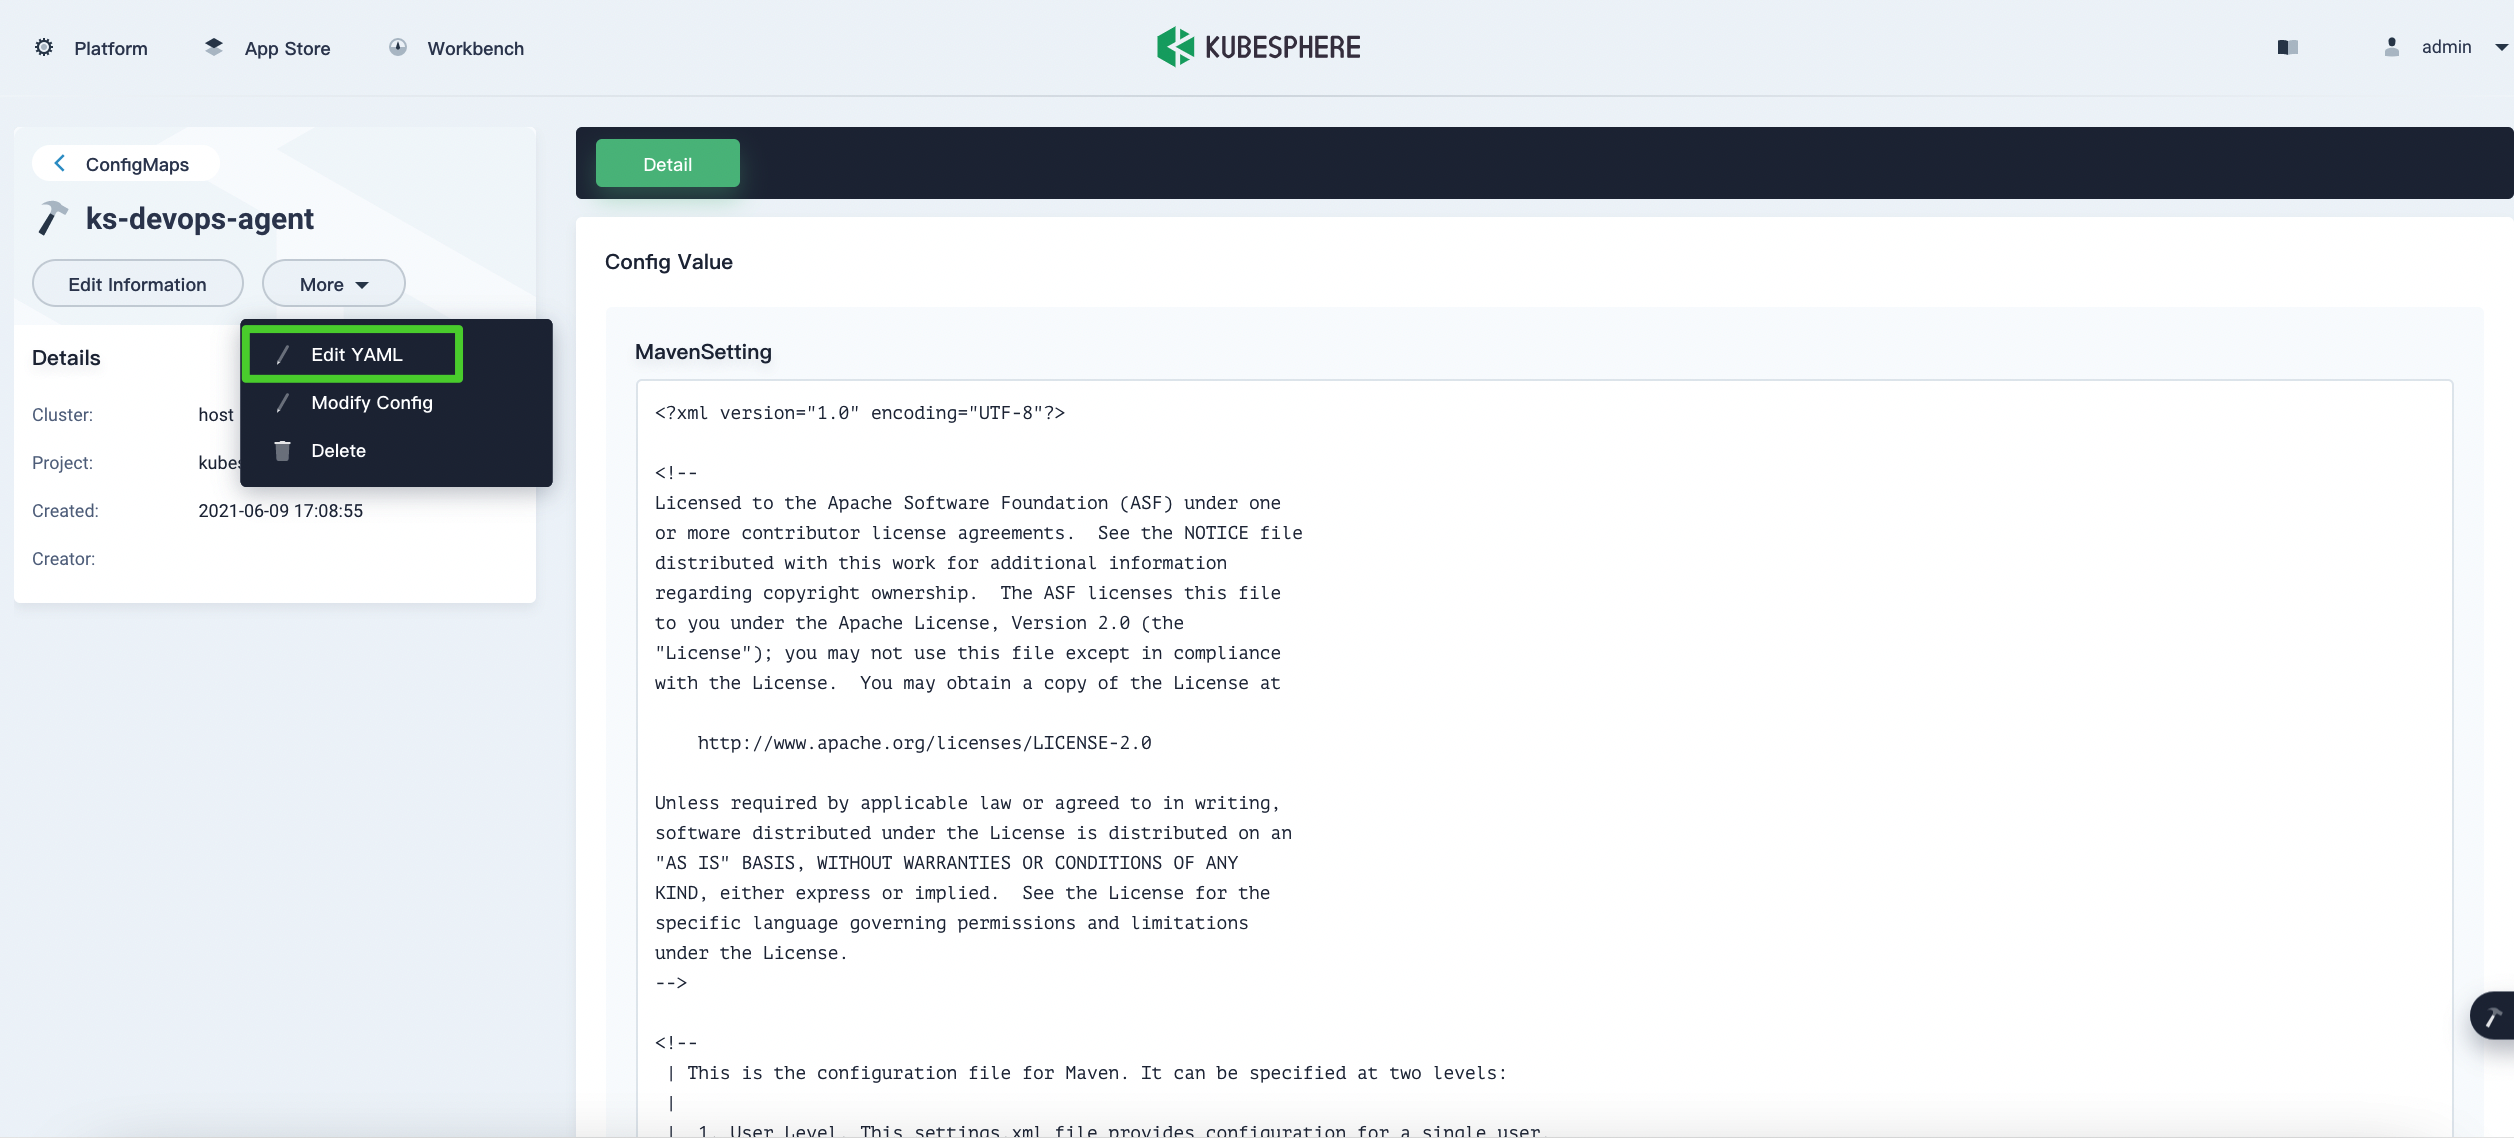 Platform
App Store
Workbench
KUBESPHERE
admin
ConfigMaps
ks-devops-agent
Edit Information
More
Edit YAML
Modify Config
Delete
Details
Cluster:
host
Project:
Created:
2021-06-09 17:08:55
Creator:
Detail
Config Value
MavenSetting
<?xml version="1.0" encoding="UTF-8"?>
<!--
Licensed to the Apache Software Foundation (ASF) under one
or more contributor license agreements.  See the NOTICE file
distributed with this work for additional information
regarding copyright ownership.  The ASF licenses this file
to you under the Apache License, Version 2.0 (the
"License"); you may not use this file except in compliance
with the License.  You may obtain a copy of the License at
http://www.apache.org/licenses/LICENSE-2.0
Unless required by applicable law or agreed to in writing,
software distributed under the License is distributed on an
"AS IS" BASIS, WITHOUT WARRANTIES OR CONDITIONS OF ANY
KIND, either express or implied.  See the License for the
specific language governing permissions and limitations
under the License.
-->
<!--
| This is the configuration file for Maven. It can be specified at two levels:
|
|  1. User Level. This settings.xml file provides configuration for a single user,